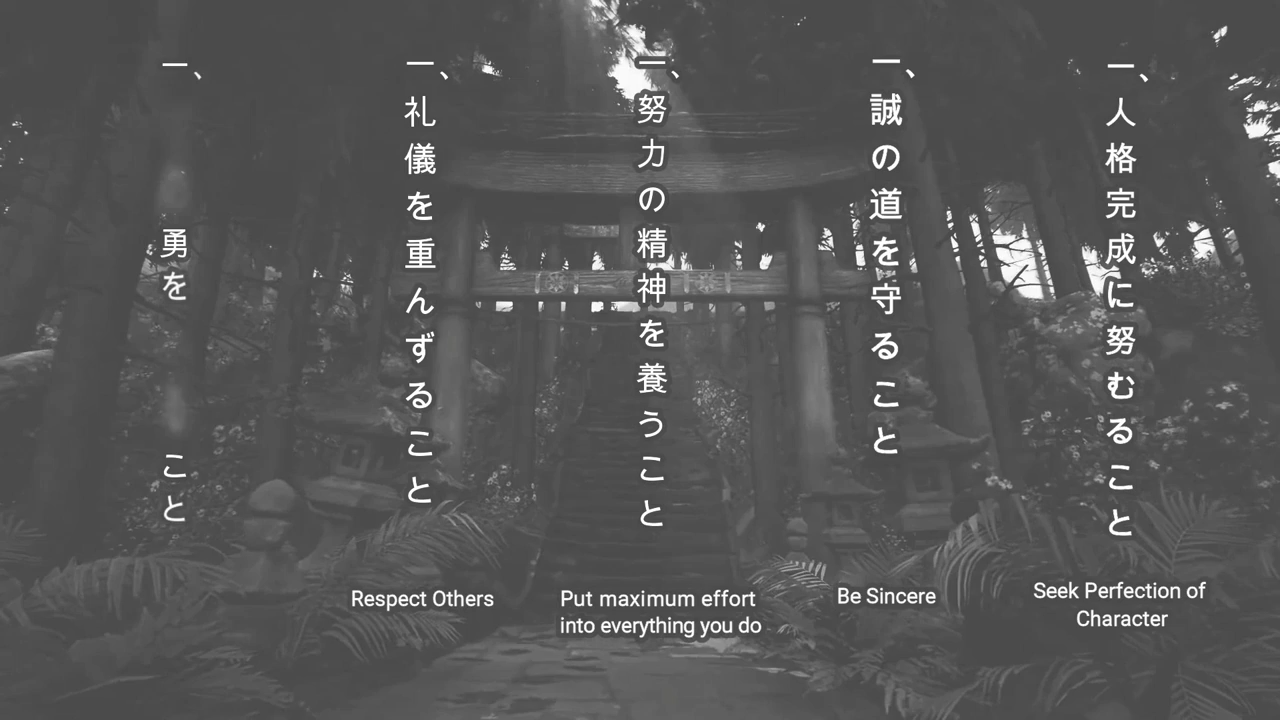 一、人格完成に努むること
一、誠の道を守ること
一、努力の精神を養うこと
一、礼儀を重んずること
一、勇を こと
Respect Others
Put maximum effort
into everything you do
Be Sincere
Seek Perfection of
Character